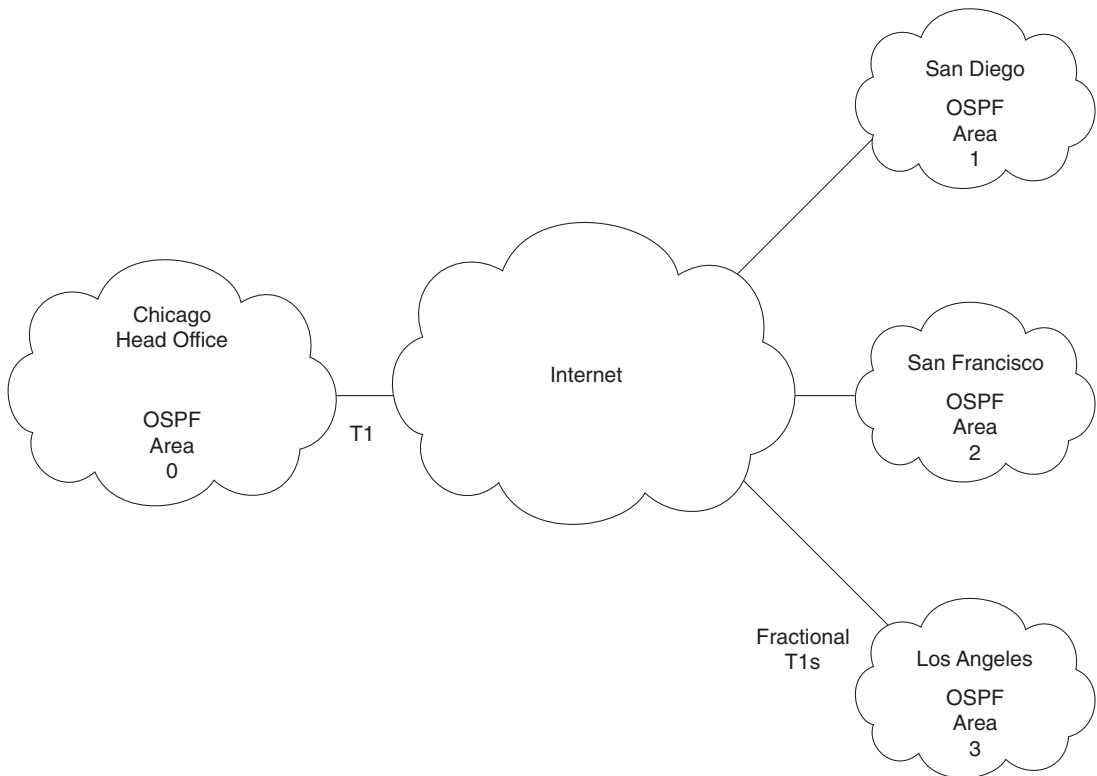 San Diego
OSPF
Area
1
Chicago
Head Office
OSPF
Area
0
T1
Internet
San Francisco
OSPF
Area
2
Fractional
T1s
Los Angeles
OSPF
Area
3